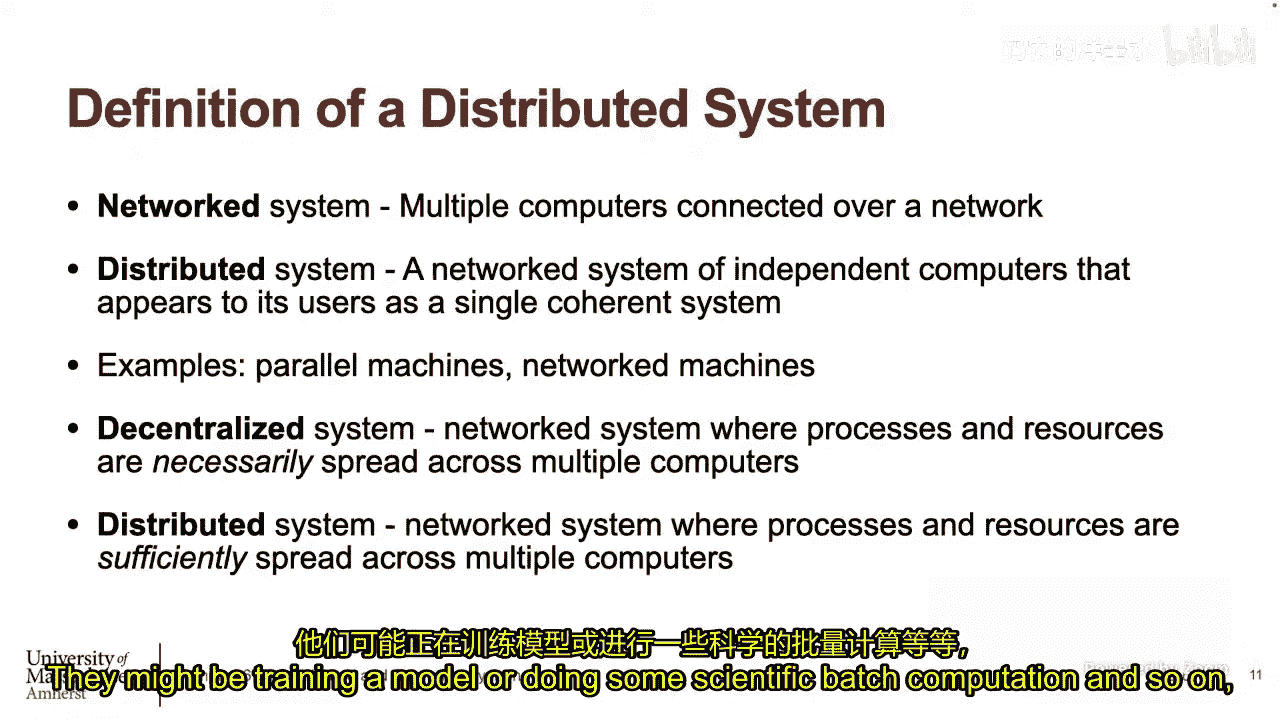 bilibili
Definition of a Distributed System
• Networked system - Multiple computers connected over a network
• Distributed system - A networked system of independent computers that
appears to its users as a single coherent system
• Examples: parallel machines, networked machines
• Decentralized system - networked system where processes and resources
are necessarily spread across multiple computers
• Distributed system - networked system where processes and resources are
sufficiently spread across multiple computers
他们可能正在训练模型或进行一些科学的批量计算等等，
They might be training a model or doing some scientific batch computation and so on,
University of
Amherst
11